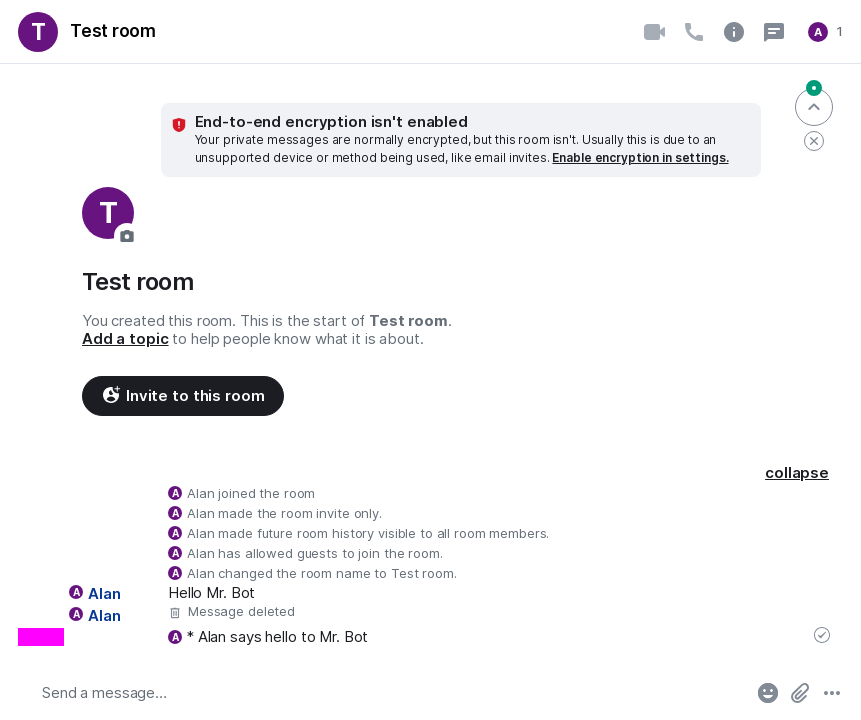 T Test room A 1
End-to-end encryption isn't enabled
Your private messages are normally encrypted, but this room isn't. Usually this is due to an
unsupported device or method being used, like email invites. Enable encryption in settings.
T
Test room
You created this room. This is the start of Test room.
Add a topic to help people know what it is about.
Invite to this room
collapse
A Alan joined the room
A Alan made the room invite only.
A Alan made future room history visible to all room members.
A Alan has allowed guests to join the room.
A Alan changed the room name to Test room.
A Alan Hello Mr. Bot
A Alan Message deleted
A * Alan says hello to Mr. Bot
Send a message…